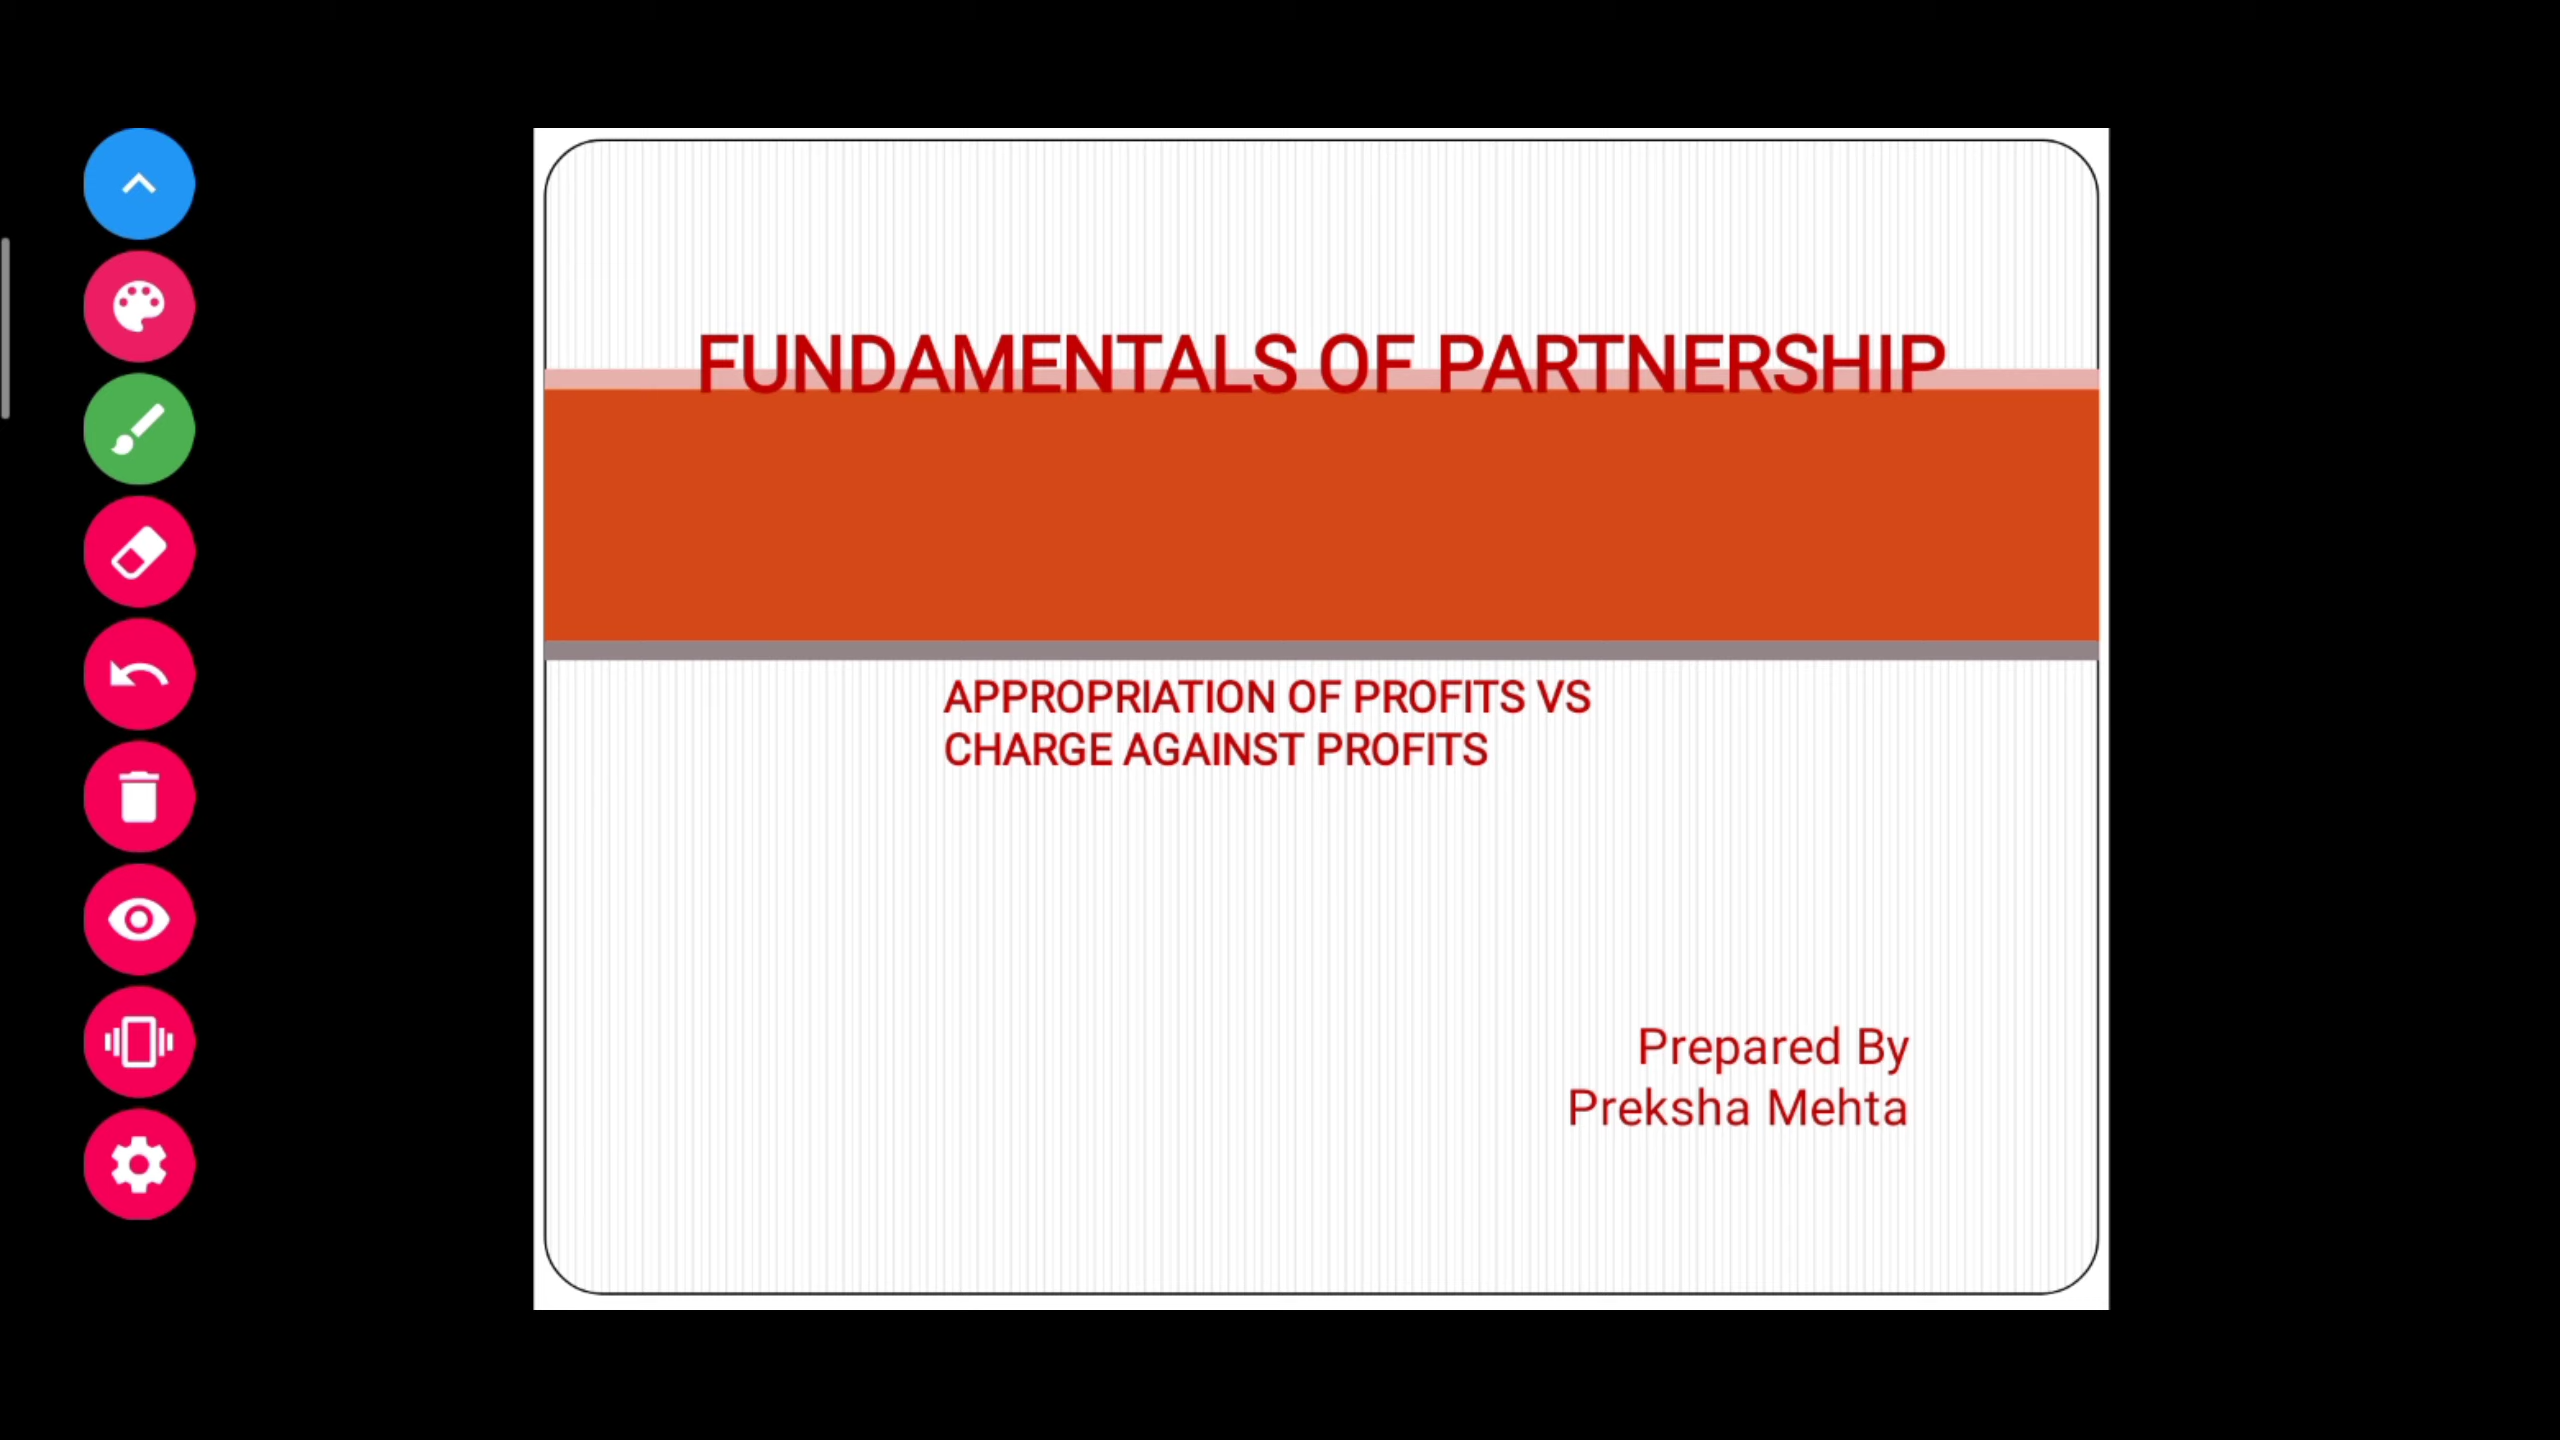 FUNDAMENTALS OF PARTNERSHIP
APPROPRIATION OF PROFITS VS
CHARGE AGAINST PROFITS
Prepared By
Preksha Mehta